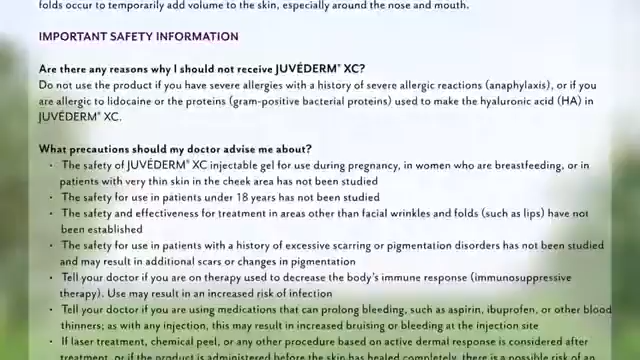 folds occur to temporarily add volume to the skin, especially around the nose and mouth.
IMPORTANT SAFETY INFORMATION
Are there any reasons why I should not receive JUVÉDERM® XC?
Do not use the product if you have severe allergies with a history of severe allergic reactions (anaphylaxis), or if you
are allergic to lidocaine or the proteins (gram-positive bacterial proteins) used to make the hyaluronic acid (HA) in
JUVÉDERM® XC.
What precautions should my doctor advise me about?
• The safety of JUVÉDERM® XC injectable gel for use during pregnancy, in women who are breastfeeding, or in
patients with very thin skin in the cheek area has not been studied
• The safety for use in patients under 18 years has not been studied
• The safety and effectiveness for treatment in areas other than facial wrinkles and folds (such as lips) have not
been established
• The safety for use in patients with a history of excessive scarring or pigmentation disorders has not been studied
and may result in additional scars or changes in pigmentation
• Tell your doctor if you are on therapy used to decrease the body's immune response (immunosuppressive
therapy). Use may result in an increased risk of infection
• Tell your doctor if you are using medications that can prolong bleeding, such as aspirin, ibuprofen, or other blood
thinners; as with any injection, this may result in increased bruising or bleeding at the injection site
• If laser treatment, chemical peel, or any other procedure based on active dermal response is considered after
treatment, or if the product is administered before the skin has healed completely, there is a possible risk of an